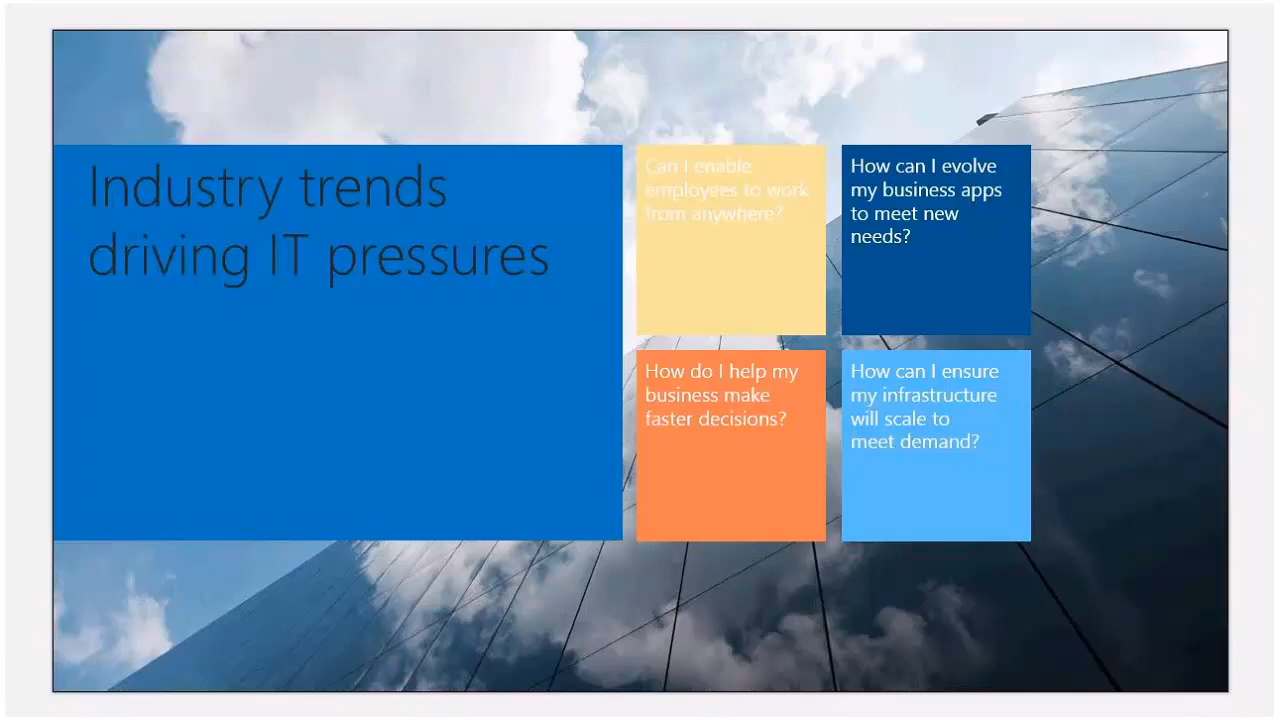 Industry trends
driving IT pressures
Can I enable
employees to work
from anywhere?
How can I evolve
my business apps
to meet new
needs?
How do I help my
business make
faster decisions?
How can I ensure
my infrastructure
will scale to
meet demand?